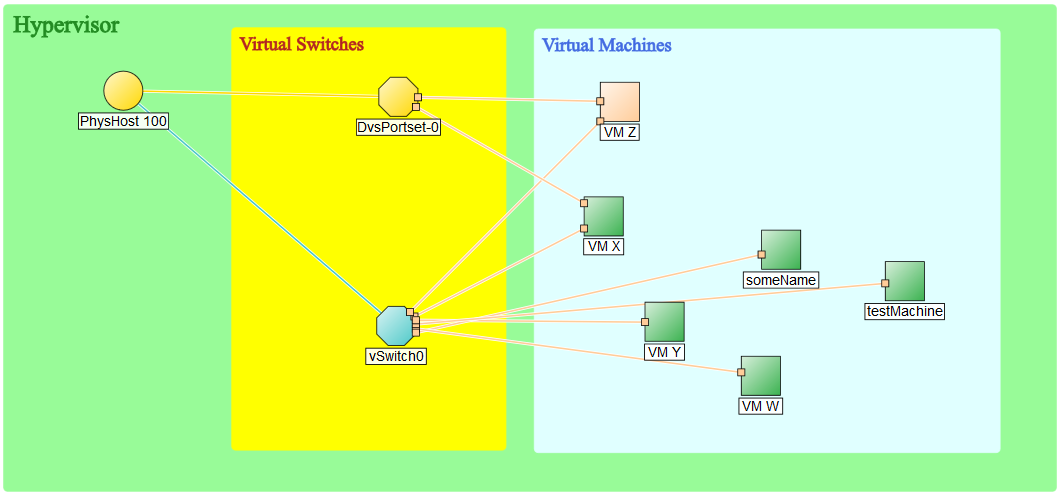 Hypervisor
Virtual Switches
Virtual Machines
PhysHost 100
DvsPortset-0
VM Z
VM X
someName
testMachine
vSwitch0
VM Y
VM W